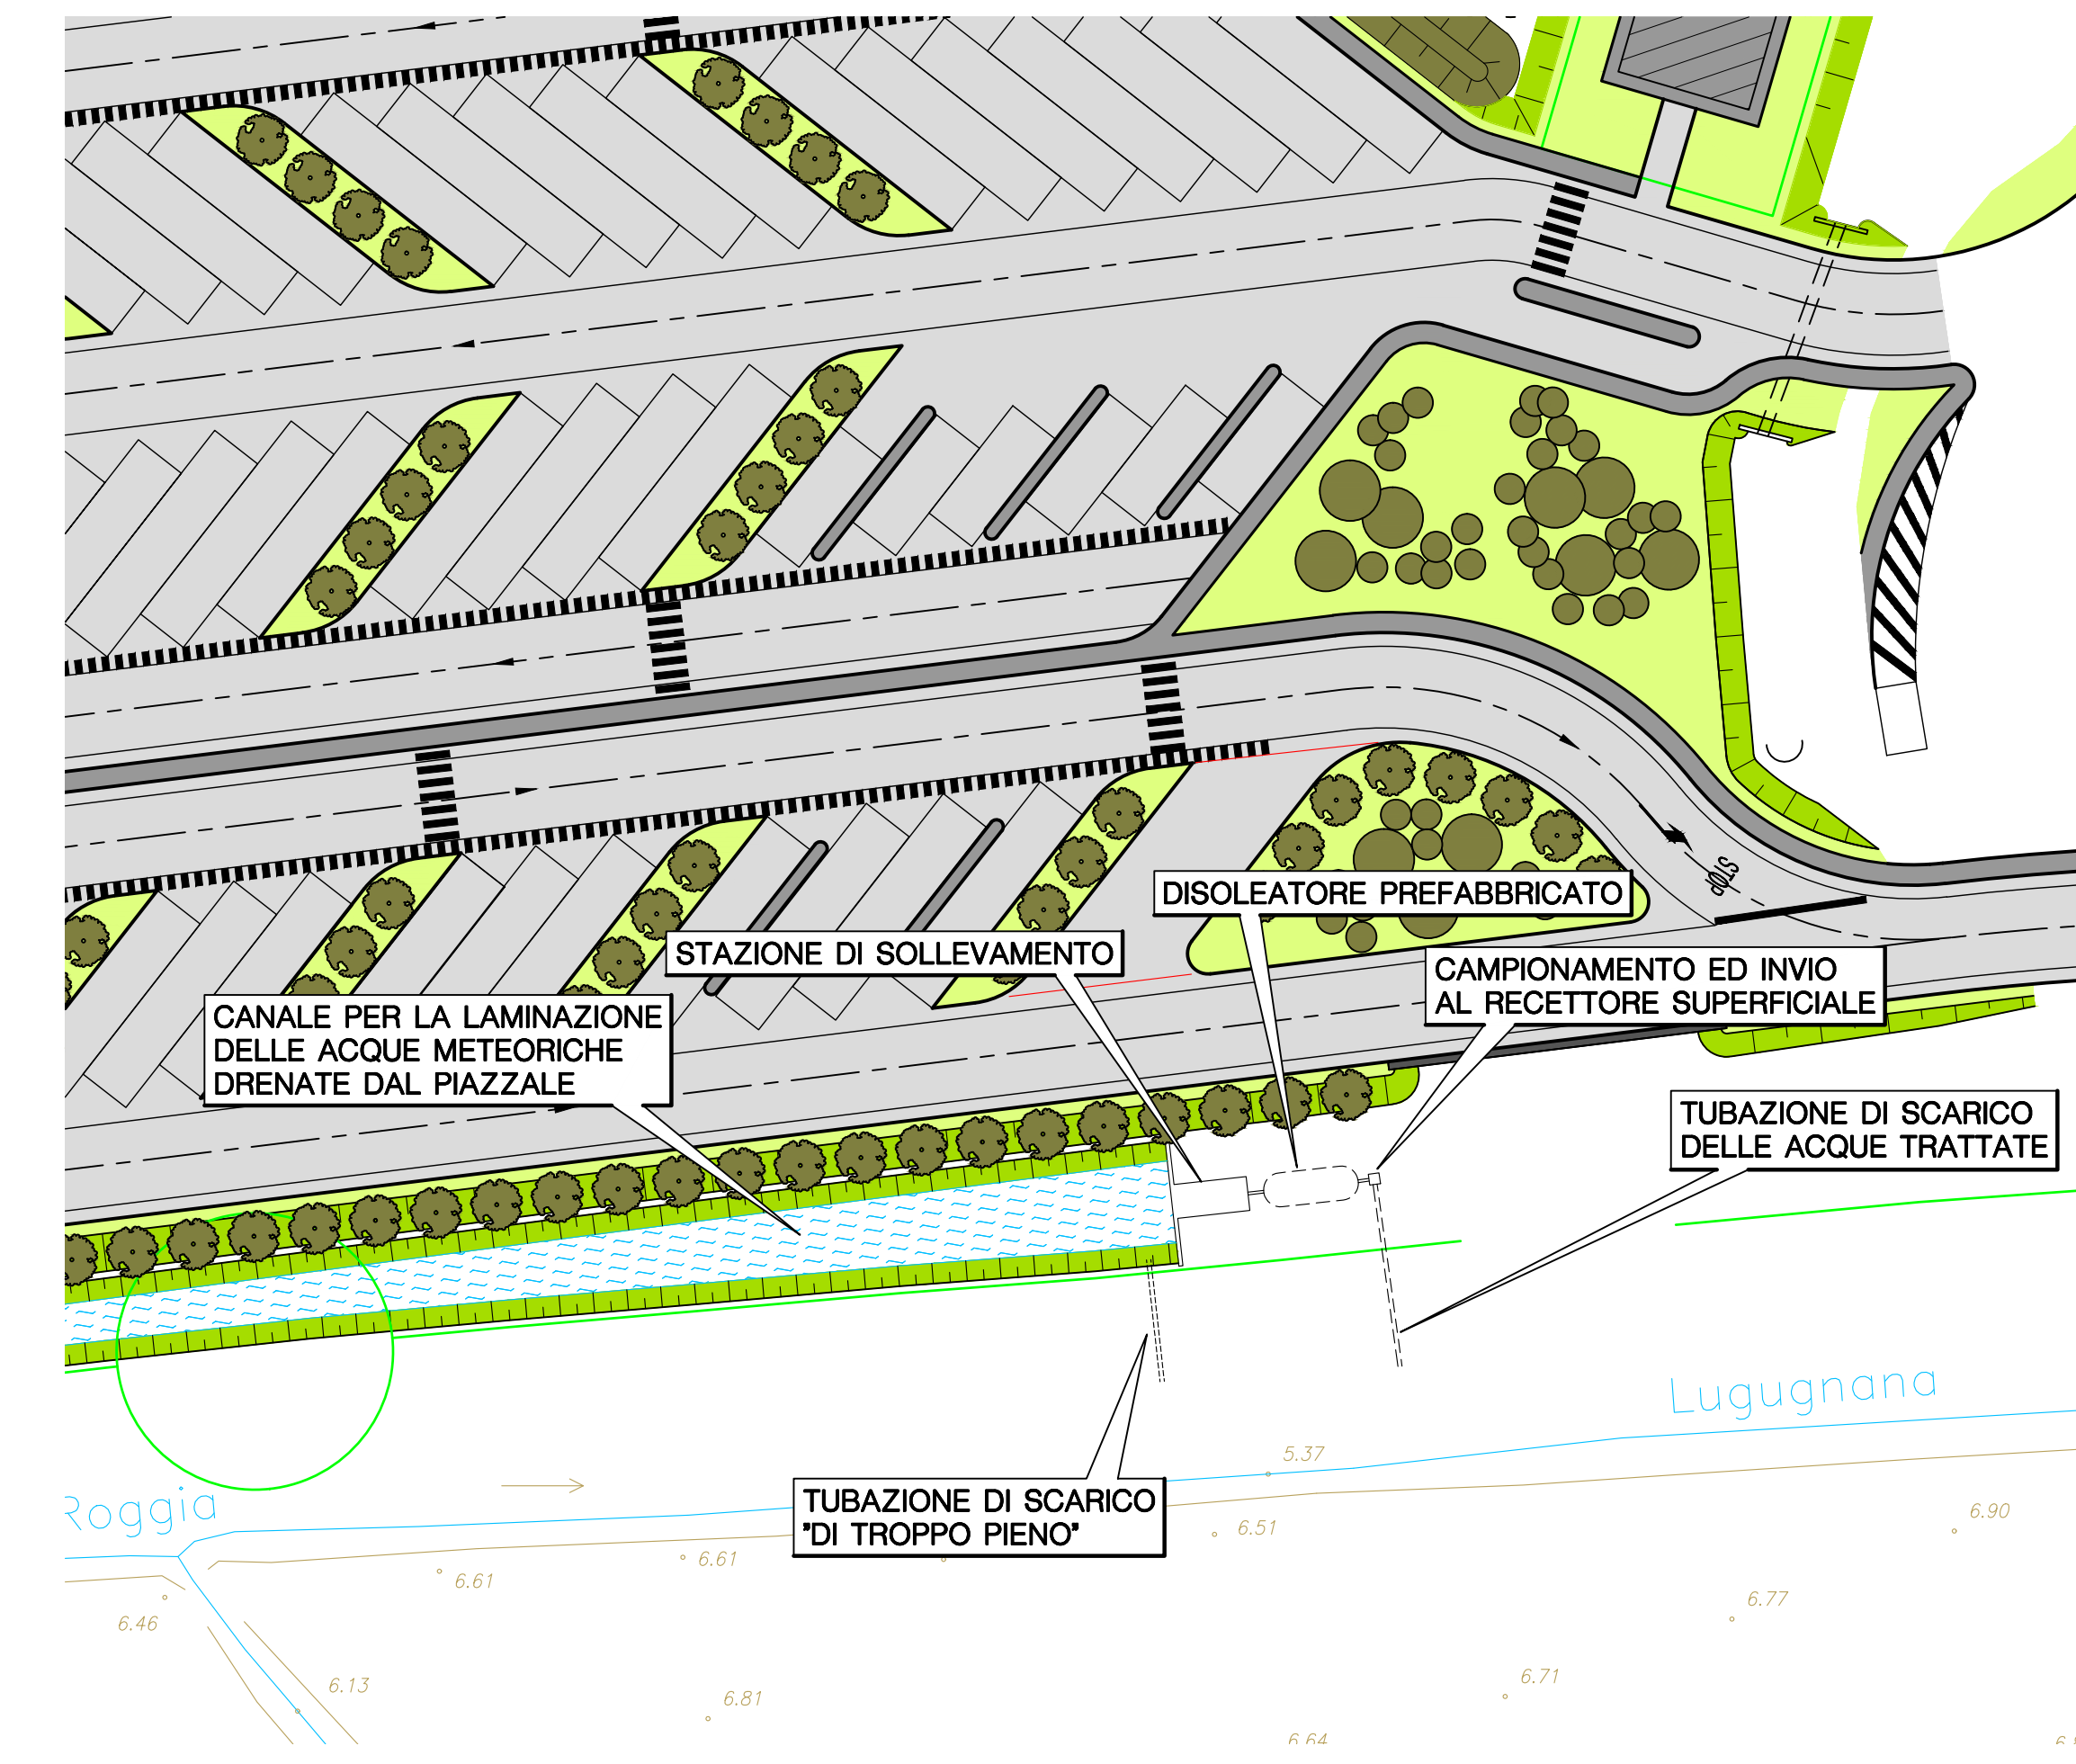 STOP
DISOLEATORE PREFABBRICATO
STAZIONE DI SOLLEVAMENTO
CAMPIONAMENTO ED INVIO
AL RECETTORE SUPERFICIALE
CANALE PER LA LAMINAZIONE
DELLE ACQUE METEORICHE
DRENATE DAL PIAZZALE
TUBAZIONE DI SCARICO
DELLE ACQUE TRATTATE
Lugugnana
5.37
Roggia
TUBAZIONE DI SCARICO
"DI TROPPO PIENO"
6.51
6.90
6.61
6.61
6.46
6.77
6.13
6.81
6.71
6.64